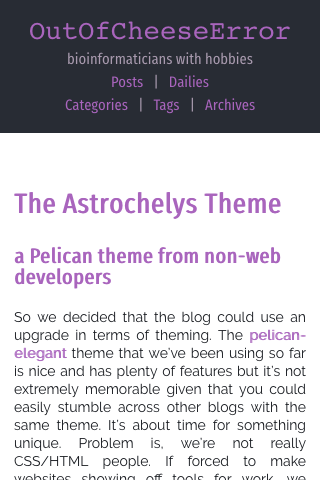 OutOfCheeseError
bioinformaticians with hobbies
Posts | Dailies
Categories | Tags | Archives
The Astrochelys Theme
a Pelican theme from non-web
developers
So we decided that the blog could use an
upgrade in terms of theming. The pelican-
elegant theme that we've been using so far
is nice and has plenty of features but it's not
extremely memorable given that you could
easily stumble across other blogs with the
same theme. It's about time for something
unique. Problem is, we're not really
CSS/HTML people. If forced to make
websites showing off tools for work, we